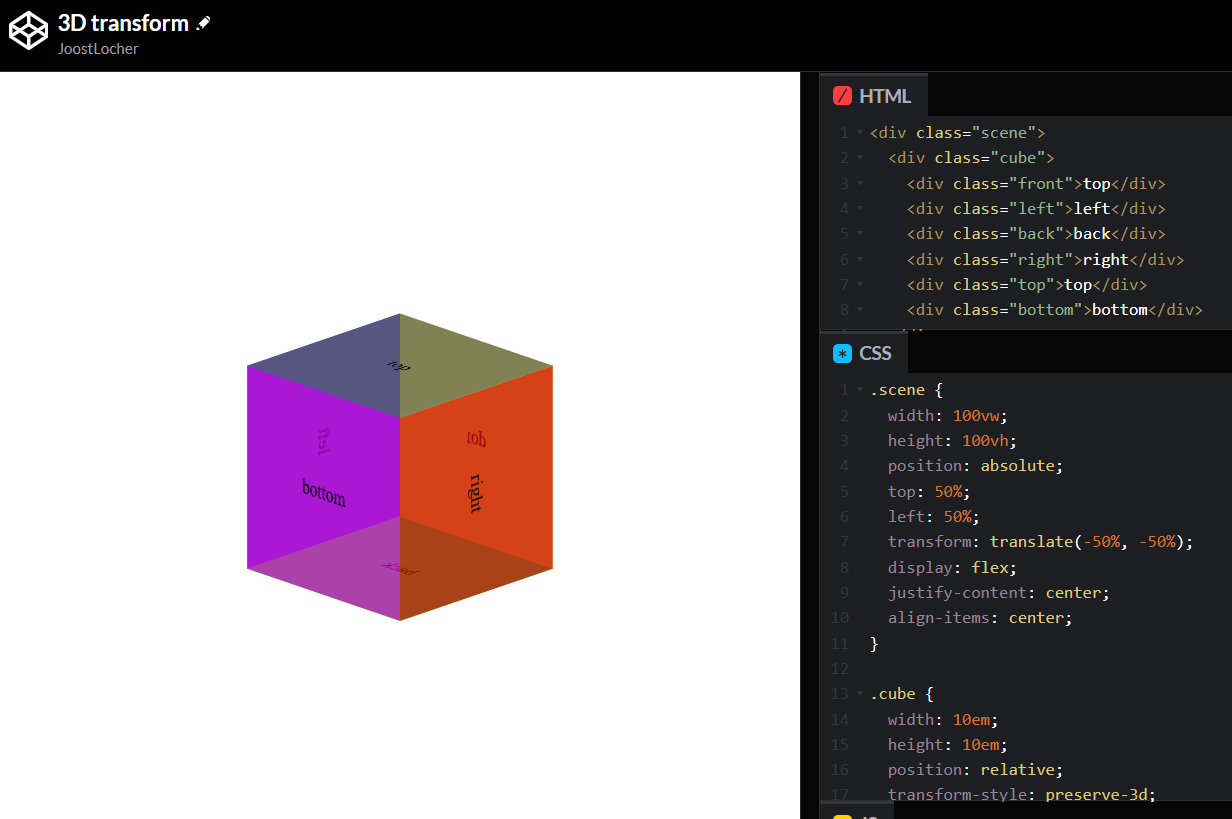 3D transform
JoostLocher
top
left
top
bottom
right
back
HTML
1 <div class="scene">
2 <div class="cube">
3 <div class="front">top</div>
4 <div class="left">left</div>
5 <div class="back">back</div>
6 <div class="right">right</div>
7 <div class="top">top</div>
8 <div class="bottom">bottom</div>
CSS
1 .scene {
2 width: 100vw;
3 height: 100vh;
4 position: absolute;
5 top: 50%;
6 left: 50%;
7 transform: translate(-50%, -50%);
8 display: flex;
9 justify-content: center;
10 align-items: center;
11 }
12
13 .cube {
14 width: 10em;
15 height: 10em;
16 position: relative;
17 transform-style: preserve-3d;